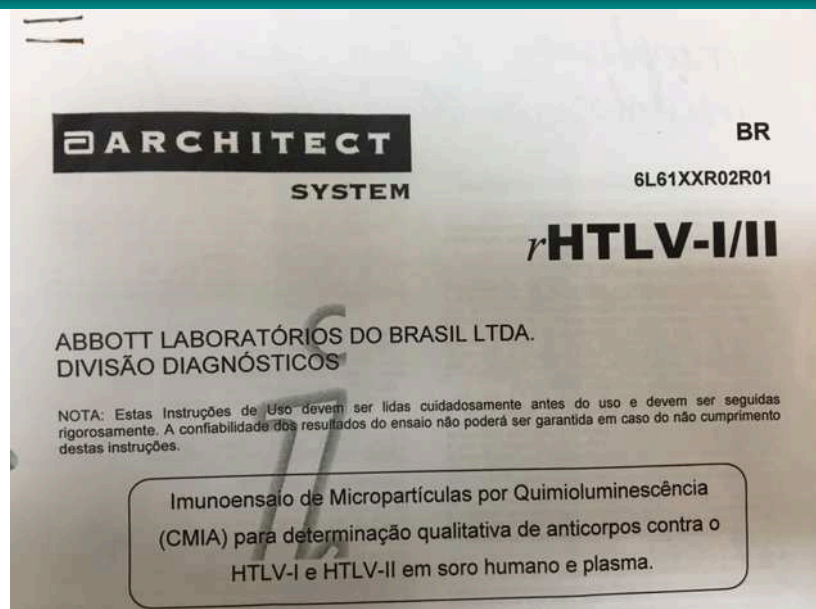 ARCHITECT
SYSTEM
BR
6L61XXR02R01
rHTLV-I/II
ABBOTT LABORATÓRIOS DO BRASIL LTDA.
DIVISÃO DIAGNÓSTICOS
NOTA: Estas Instruções de Uso devem ser lidas cuidadosamente antes do uso e devem ser seguidas
rigorosamente. A confiabilidade dos resultados do ensaio não poderá ser garantida em caso do não cumprimento
destas instruções.
Imunoensaio de Micropartículas por Quimioluminescência
(CMIA) para determinação qualitativa de anticorpos contra o
HTLV-I e HTLV-II em soro humano e plasma.